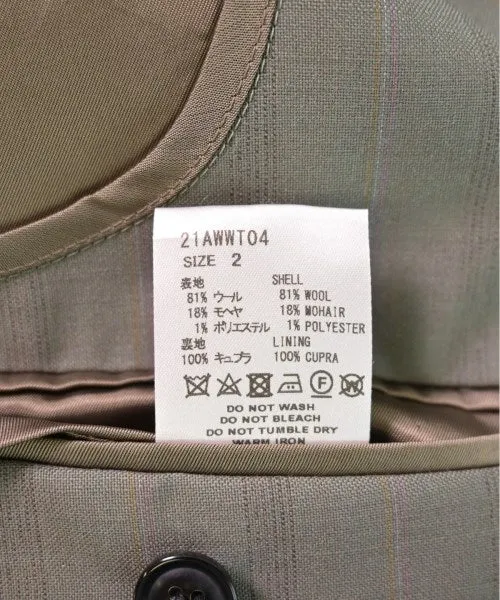 21AWWT04
SIZE 2
表地 SHELL
81% ウール 81% WOOL
18% モヘヤ 18% MOHAIR
1% ポリエステル 1% POLYESTER
裏地 LINING
100% キュプラ 100% CUPRA
F W
DO NOT WASH
DO NOT BLEACH
DO NOT TUMBLE DRY
WARM IRON